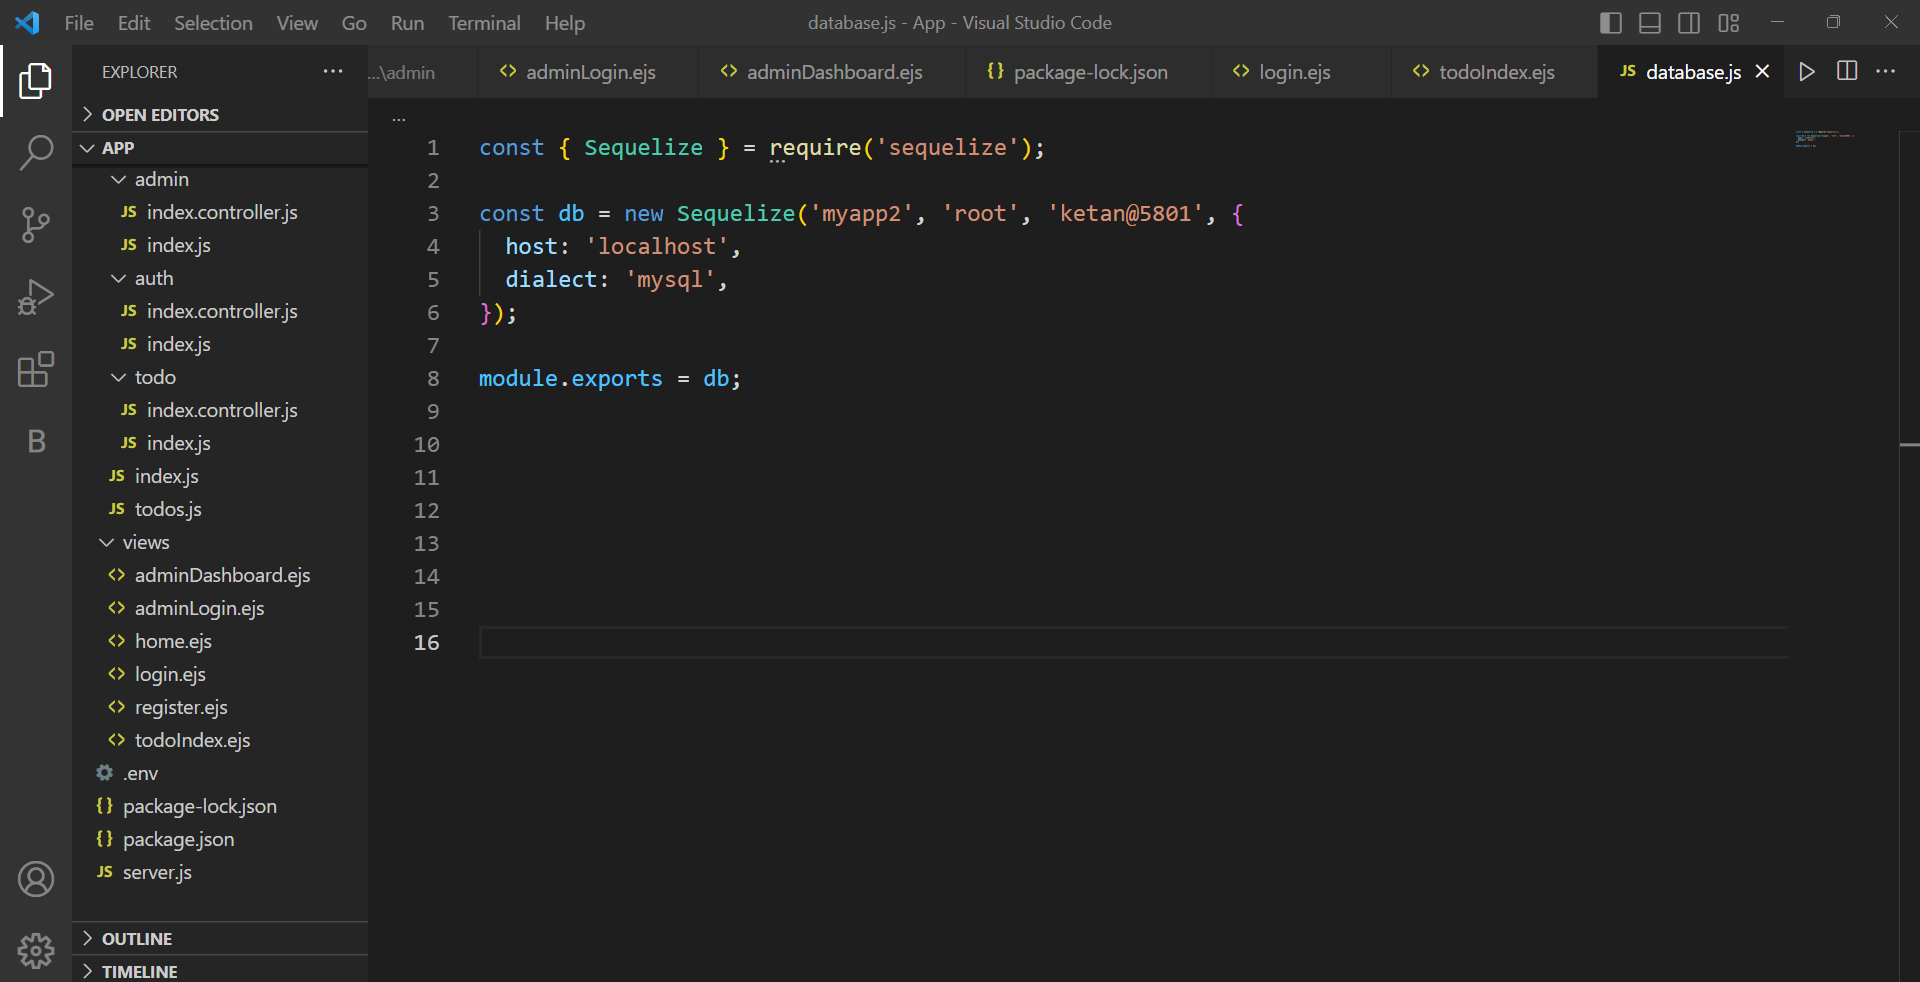 File Edit Selection View Go Run Terminal Help
database.js - App - Visual Studio Code
EXPLORER
OPEN EDITORS
APP
admin
JS index.controller.js
JS index.js
auth
JS index.controller.js
JS index.js
todo
JS index.controller.js
JS index.js
JS index.js
JS todos.js
views
<> adminDashboard.ejs
<> adminLogin.ejs
<> home.ejs
<> login.ejs
<> register.ejs
<> todoIndex.ejs
.env
{} package-lock.json
{} package.json
JS server.js
OUTLINE
TIMELINE
B
...\admin <> adminLogin.ejs <> adminDashboard.ejs {} package-lock.json <> login.ejs <> todoIndex.ejs JS database.js
...
1 const { Sequelize } = require('sequelize');
2
3 const db = new Sequelize('myapp2', 'root', 'ketan@5801', {
4   host: 'localhost',
5   dialect: 'mysql',
6 });
7
8 module.exports = db;
9
10
11
12
13
14
15
16